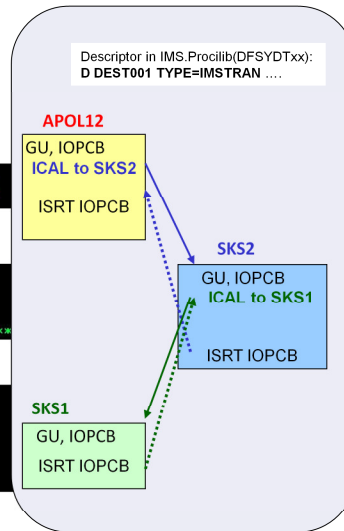 Descriptor in IMS.Procilib(DFSYDTxx):
D DEST001 TYPE=IMSTRAN ....
APOL12
GU, IOPCB
ICAL to SKS2
ISRT IOPCB
SKS2
GU, IOPCB
ICAL to SKS1
ISRT IOPCB
**
SKS1
GU, IOPCB
ISRT IOPCB